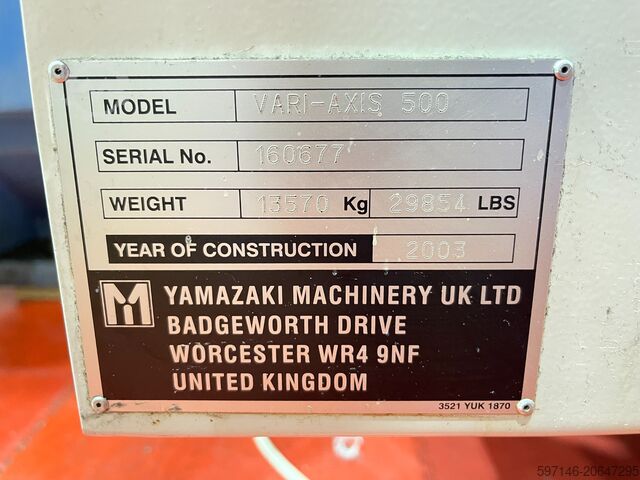 MODEL VARI-AXIS 500
SERIAL No. 160677
WEIGHT 13570 Kg 29854 LBS
YEAR OF CONSTRUCTION 2003
YAMAZAKI MACHINERY UK LTD
BADGEWORTH DRIVE
WORCESTER WR4 9NF
UNITED KINGDOM
3521 YUK 1870
597146-20647295